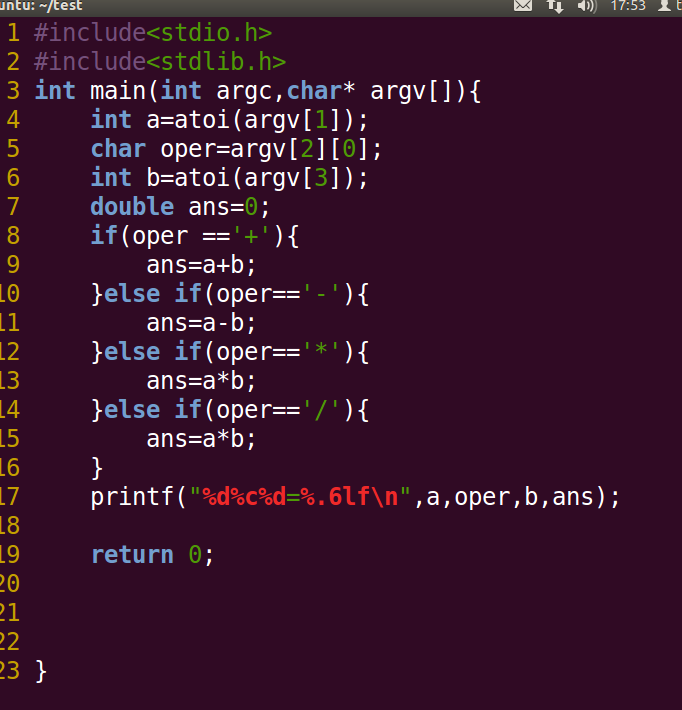 untu: ~/test 17:53 t
1 #include<stdio.h>
2 #include<stdlib.h>
3 int main(int argc,char* argv[]){
4     int a=atoi(argv[1]);
5     char oper=argv[2][0];
6     int b=atoi(argv[3]);
7     double ans=0;
8     if(oper =='+'){
9         ans=a+b;
10     }else if(oper=='-'){
11         ans=a-b;
12     }else if(oper=='*'){
13         ans=a*b;
14     }else if(oper=='/'){
15         ans=a*b;
16     }
17     printf("%d%c%d=%.6lf\n",a,oper,b,ans);
18
19     return 0;
20
21
22
23 }